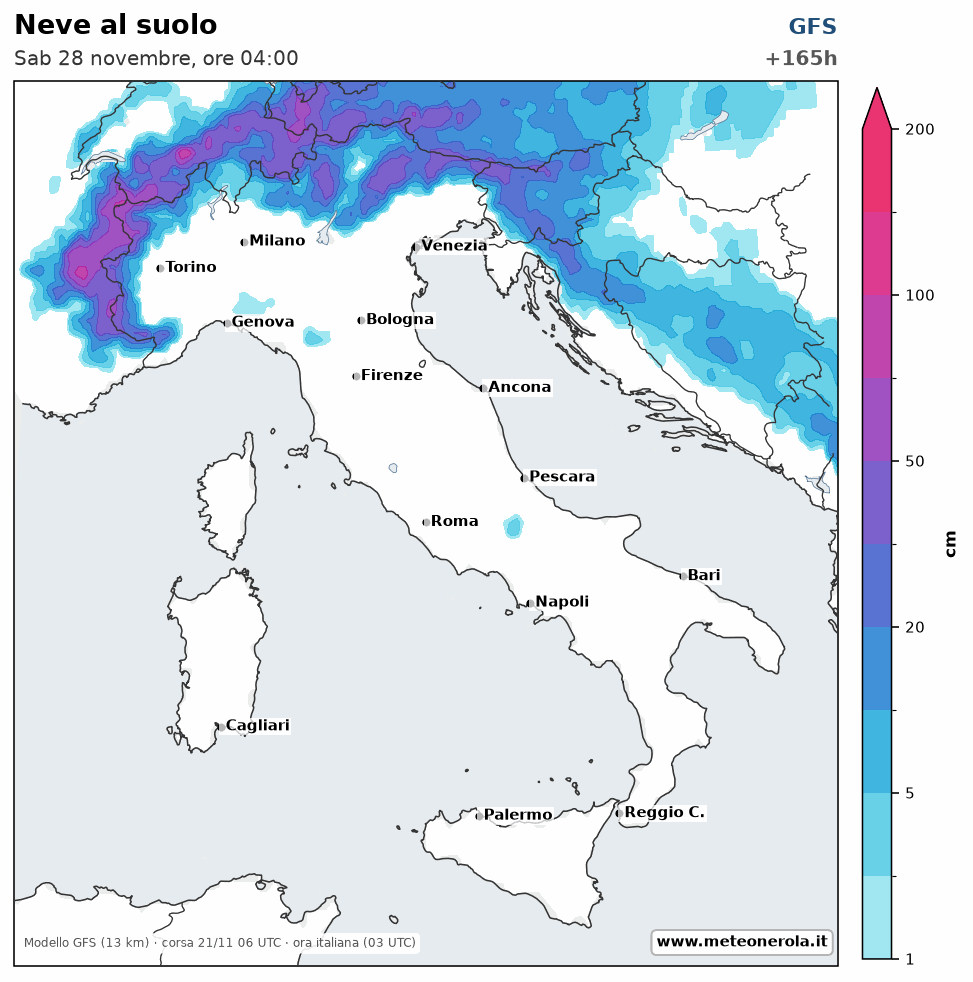 Neve al suolo
GFS
Sab 28 novembre, ore 04:00
+165h
200
100
50
20
5
1
cm
Milano
Venezia
Torino
Genova
Bologna
Firenze
Ancona
Pescara
Roma
Bari
Napoli
Cagliari
Palermo
Reggio C.
Modello GFS (13 km) · corsa 21/11 06 UTC · ora italiana (03 UTC)
www.meteonerola.it